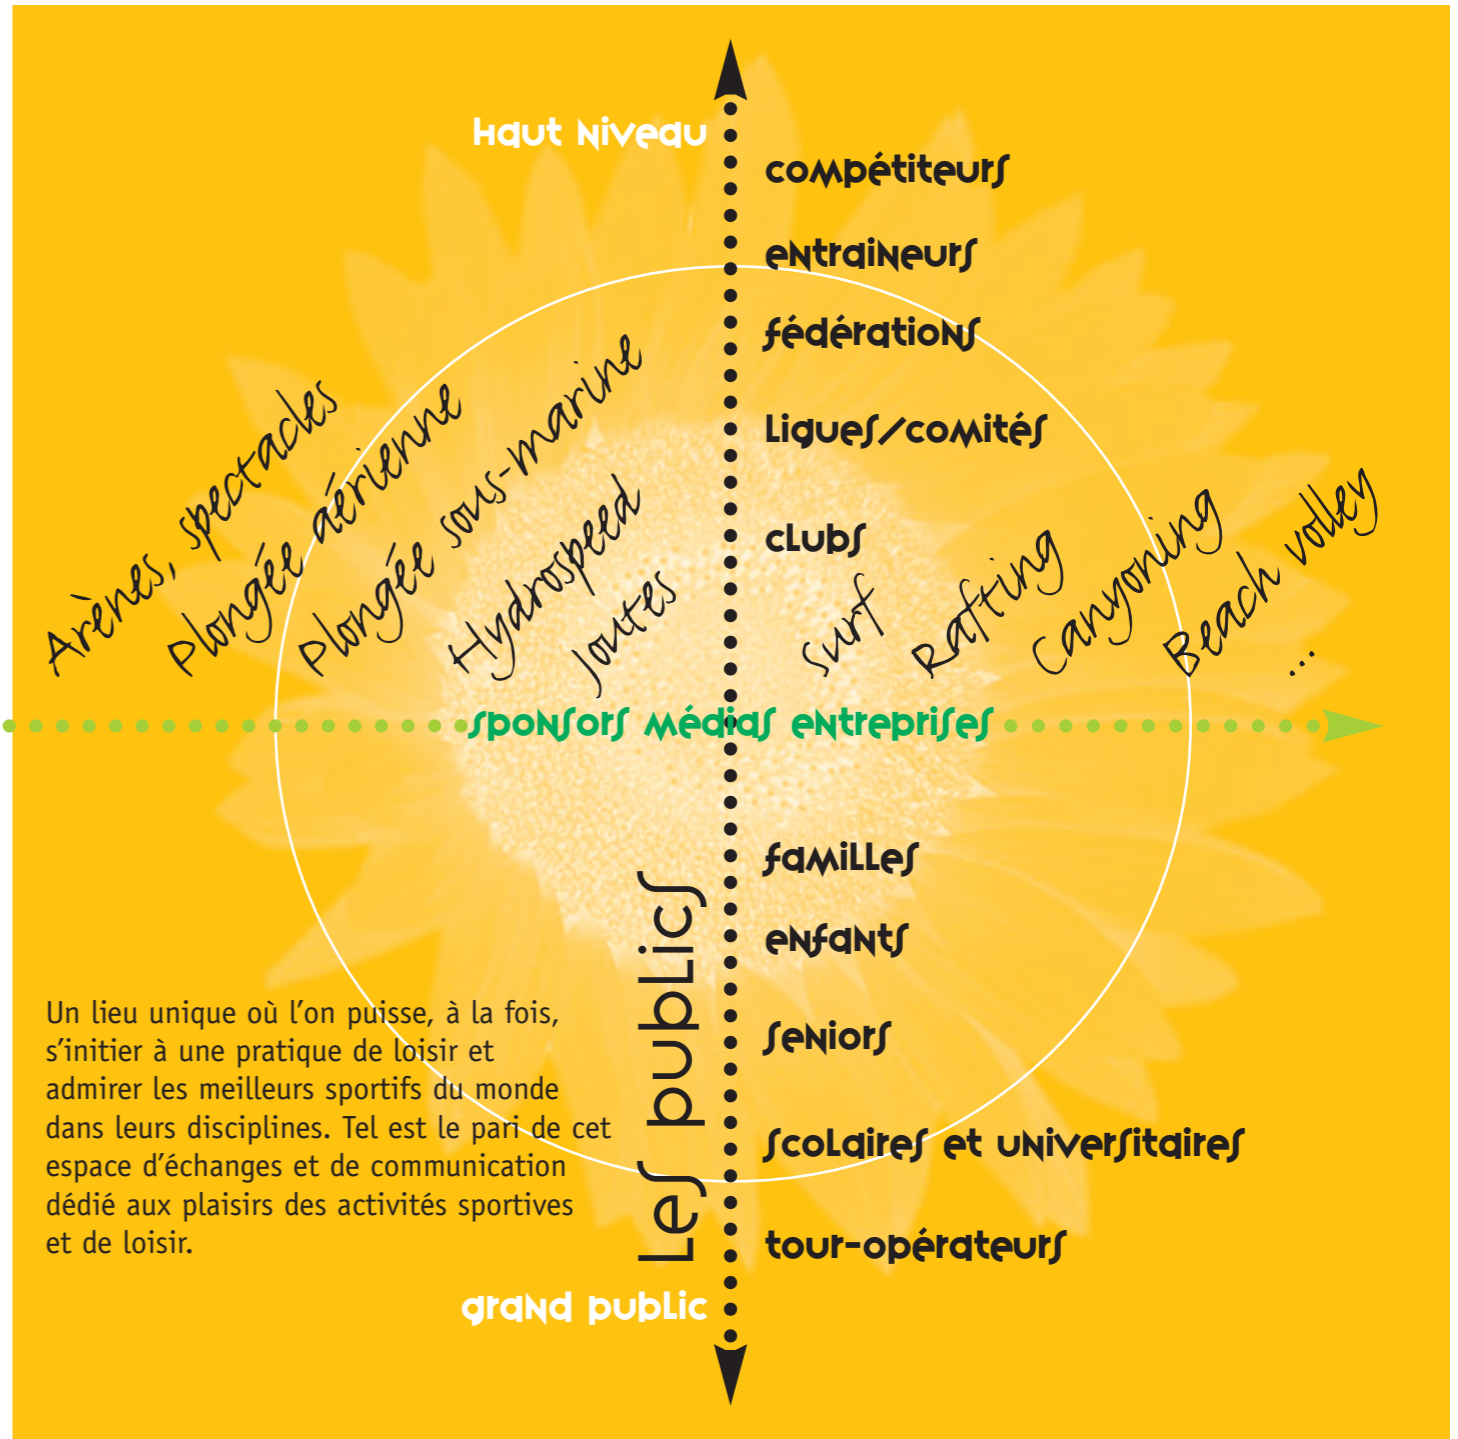 Haut Niveau
compétiteurs
entraineurs
fédérations
Ligues/comités
clubs
Arènes, spectacles
Plongée aérienne
Plongée sous-marine
Hydrospeed
Joutes
Surf
Rafting
Canyoning
Beach volley
...
sponsors médias entreprises
familles
enfants
seniors
scolaires et universitaires
tour-opérateurs
Les publics
Un lieu unique où l’on puisse, à la fois,
s’initier à une pratique de loisir et
admirer les meilleurs sportifs du monde
dans leurs disciplines. Tel est le pari de cet
espace d’échanges et de communication
dédié aux plaisirs des activités sportives
et de loisir.
grand public